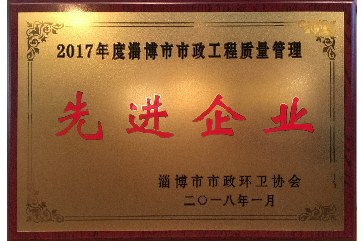 2017年度淄博市市政工程质量管理
先进企业
淄博市市政环卫协会
二〇一八年一月